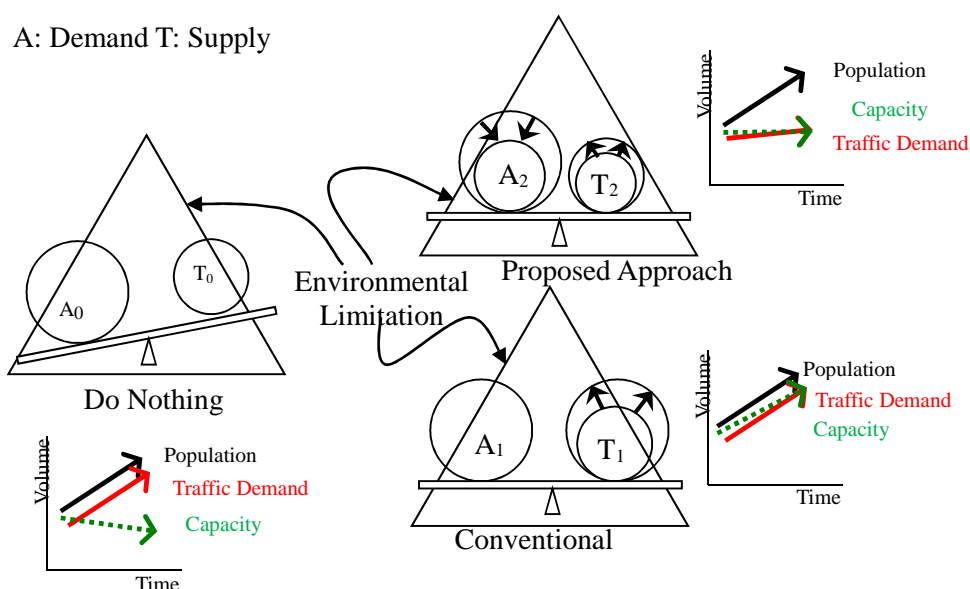 A: Demand T: Supply
A₂
T₂
Proposed Approach
Volume
Population
Capacity
Traffic Demand
Time
A₀
T₀
Do Nothing
Environmental
Limitation
A₁
T₁
Conventional
Volume
Population
Traffic Demand
Capacity
Time
Volume
Population
Traffic Demand
Capacity
Time